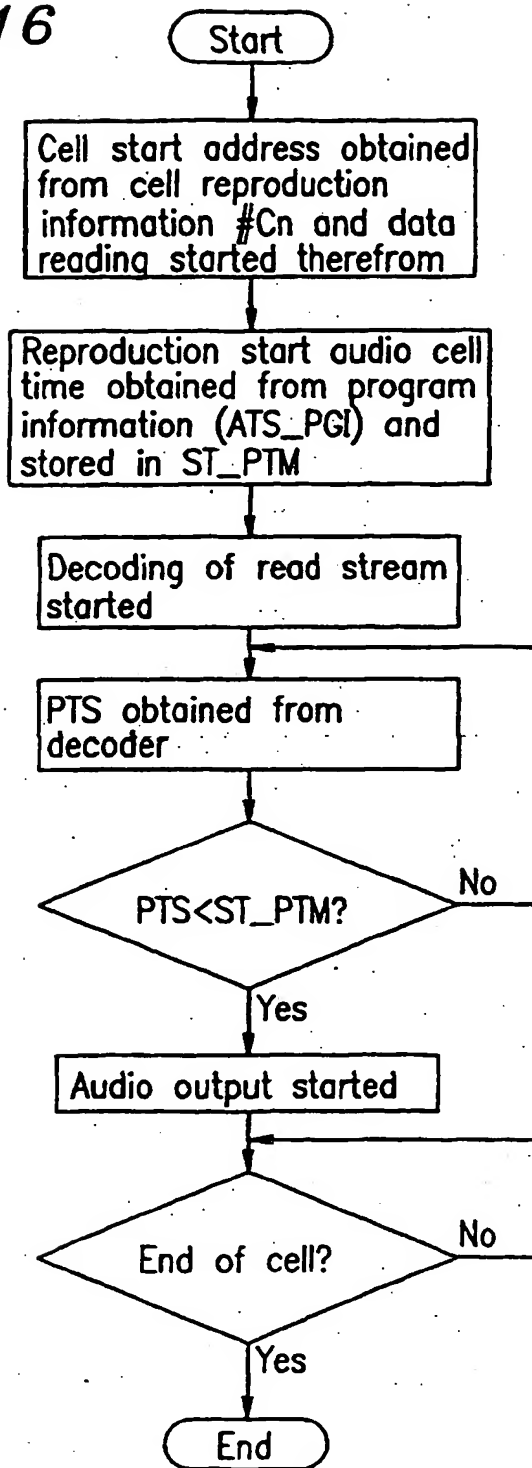 16
Start
Cell start address obtained
from cell reproduction
information #Cn and data
reading started therefrom
Reproduction start audio cell
time obtained from program
information (ATS_PGI) and
stored in ST_PTM
Decoding of read stream
started
PTS obtained from
decoder
PTS<ST_PTM?
No
Yes
Audio output started
End of cell?
No
Yes
End